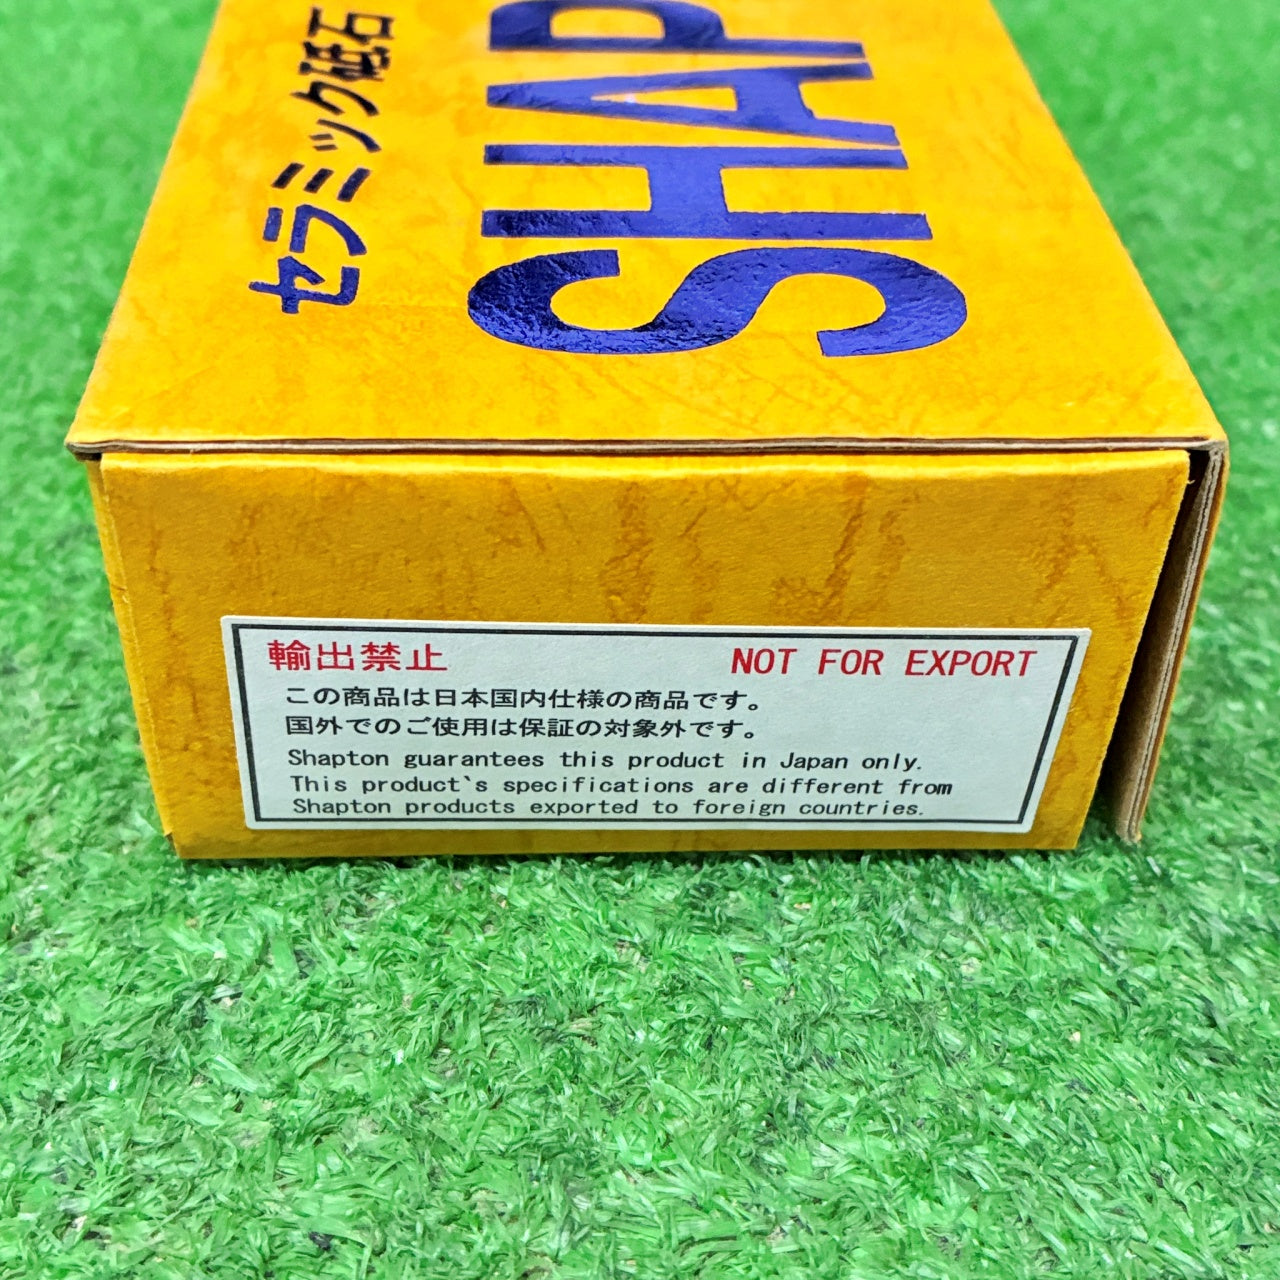 セラミック砥石
SHAP
輸出禁止 NOT FOR EXPORT
この商品は日本国内仕様の商品です。
国外でのご使用は保証の対象外です。
Shapton guarantees this product in Japan only.
This product`s specifications are different from
Shapton products exported to foreign countries.